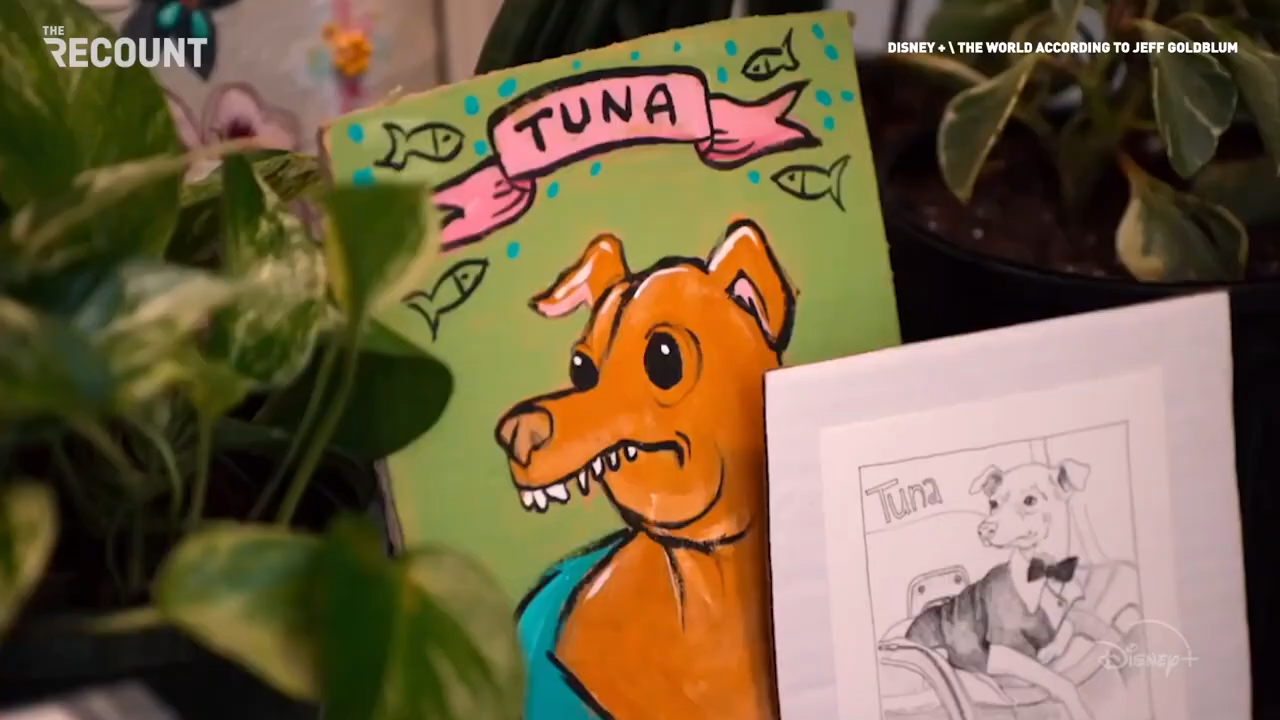 THE
RECOUNT
DISNEY + \ THE WORLD ACCORDING TO JEFF GOLDBLUM
TUNA
Tuna
Disney+